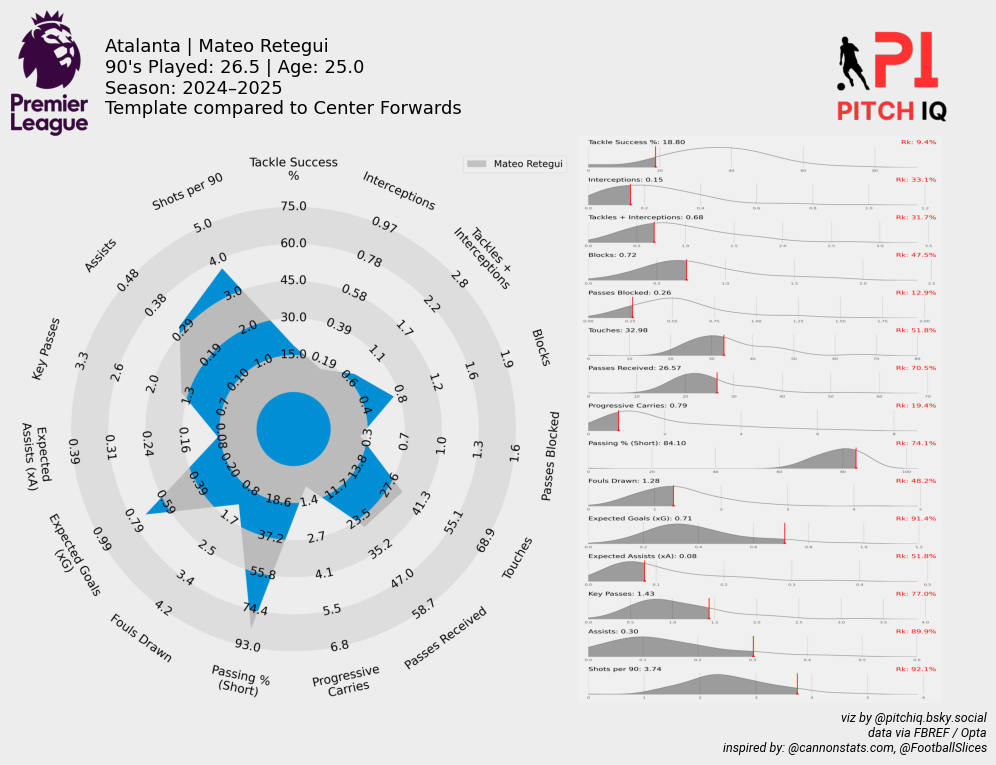 Premier
League
Atalanta | Mateo Retegui
90's Played: 26.5 | Age: 25.0
Season: 2024–2025
Template compared to Center Forwards
PI
PITCH IQ
Mateo Retegui
Tackle Success
%
75.0
60.0
45.0
30.0
15.0
Interceptions
0.97
0.78
0.58
0.39
0.19
Tackles +
Interceptions
2.8
2.2
1.7
1.1
0.6
Blocks
1.9
1.6
1.2
0.8
0.4
Passes Blocked
1.6
1.3
1.0
0.7
0.3
Touches
68.9
55.1
41.3
27.6
13.8
Passes Received
58.7
47.0
35.2
23.5
11.7
Progressive
Carries
6.8
5.5
4.1
2.7
1.4
Passing %
(Short)
93.0
74.4
55.8
37.2
18.6
Fouls Drawn
4.2
3.4
2.5
1.7
0.8
Expected Goals
(xG)
0.99
0.79
0.59
0.39
0.20
Expected
Assists (xA)
0.39
0.31
0.24
0.16
0.08
Key Passes
3.3
2.6
2.0
1.3
0.7
Assists
0.48
0.38
0.29
0.19
0.10
Shots per 90
5.0
4.0
3.0
2.0
1.0
Tackle Success %: 18.80
Rk: 9.4%
Interceptions: 0.15
Rk: 33.1%
Tackles + Interceptions: 0.68
Rk: 31.7%
Blocks: 0.72
Rk: 47.5%
Passes Blocked: 0.26
Rk: 12.9%
Touches: 32.98
Rk: 51.8%
Passes Received: 26.57
Rk: 70.5%
Progressive Carries: 0.79
Rk: 19.4%
Passing % (Short): 84.10
Rk: 74.1%
Fouls Drawn: 1.28
Rk: 48.2%
Expected Goals (xG): 0.71
Rk: 91.4%
Expected Assists (xA): 0.08
Rk: 51.8%
Key Passes: 1.43
Rk: 77.0%
Assists: 0.30
Rk: 89.9%
Shots per 90: 3.74
Rk: 92.1%
viz by @pitchiq.bsky.social
data via FBREF / Opta
inspired by: @cannonstats.com, @FootballSlices